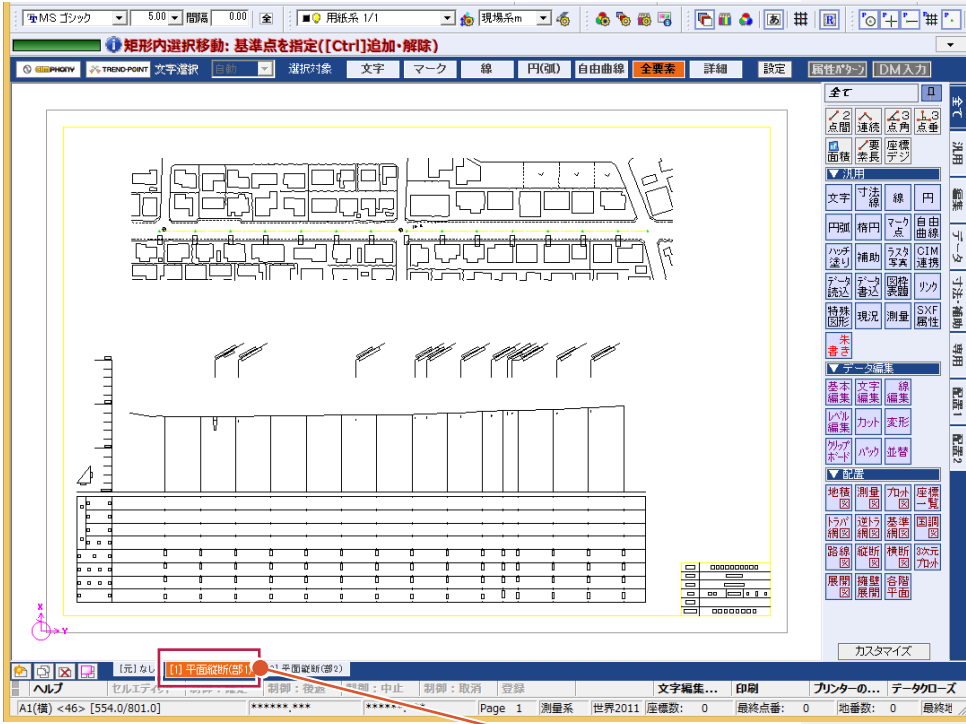 MS ゴシック 5.00 間隔 0.00 全 用紙系 1/1 現場系m あ R
矩形内選択移動: 基準点を指定([Ctrl]追加・解除)
SIMPHONY TREND-POINT 文字選択 自動 選択対象 文字 マーク 線 円(弧) 自由曲線 全要素 詳細 設定 属性パターン DM入力
全て
2点間 連続 3点角 3点垂
面積 要素長 座標デジ
▼ 汎用
文字 寸法線 線 円
円弧 楕円 マーク点 自由曲線
ハッチ塗り 補助 ラスタ写真 CIM連携
データ読込 データ書込 図枠表題 リンク
特殊図形 現況 測量 SXF属性
朱書き
▼ データ編集
基本編集 文字編集 線編集
レベル編集 カット 変形
クリップボード パック 並替
▼ 配置
地積図 測量図 プロット図 座標一覧
トラバ網図 逆トラ網図 基準網図 国調図
路線図 縦断図 横断図 3次元プロット
展開図 擁壁展開 各階平面
カスタマイズ
全て
汎用
編集
データ
寸法・補助
専用
配置1
配置2
X
Y
[元] なし [1] 平面縦断(部1) 平面縦断(部2)
ヘルプ 制御：後退 制御：中止 制御：取消 登録 文字編集... 印刷 プリンターの... データクローズ
A1(横) <46> [554.0/801.0] ******.*** Page 1 測量系 世界2011 座標数: 0 最終点番: 0 地番数: 0 最終地